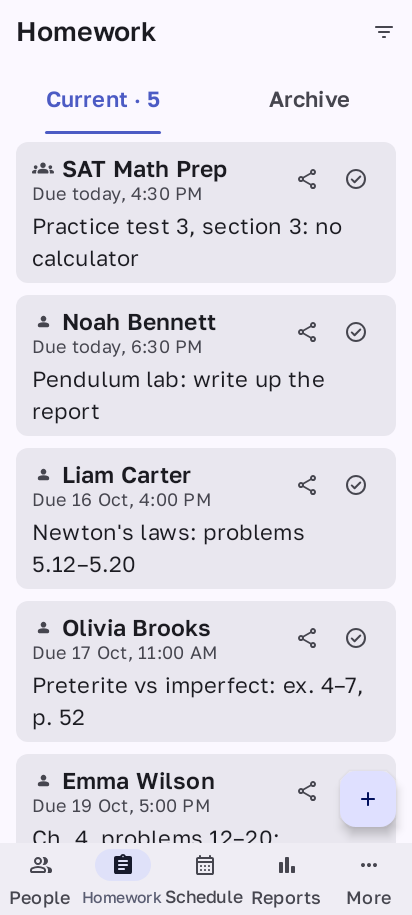 Homework
Current · 5
Archive
SAT Math Prep
Due today, 4:30 PM
Practice test 3, section 3: no
calculator
Noah Bennett
Due today, 6:30 PM
Pendulum lab: write up the
report
Liam Carter
Due 16 Oct, 4:00 PM
Newton's laws: problems
5.12–5.20
Olivia Brooks
Due 17 Oct, 11:00 AM
Preterite vs imperfect: ex. 4–7,
p. 52
Emma Wilson
Due 19 Oct, 5:00 PM
Ch. 4, problems 12–20;
People
Homework
Schedule
Reports
More